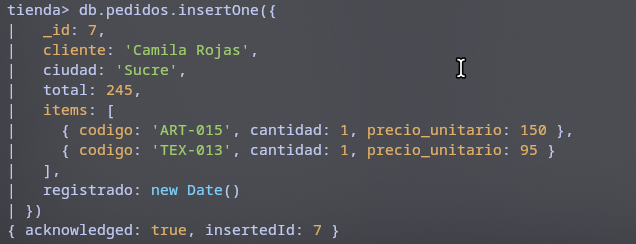 tienda> db.pedidos.insertOne({
|   _id: 7,
|   cliente: 'Camila Rojas',
|   ciudad: 'Sucre',
|   total: 245,
|   items: [
|     { codigo: 'ART-015', cantidad: 1, precio_unitario: 150 },
|     { codigo: 'TEX-013', cantidad: 1, precio_unitario: 95 }
|   ],
|   registrado: new Date()
| })
{ acknowledged: true, insertedId: 7 }